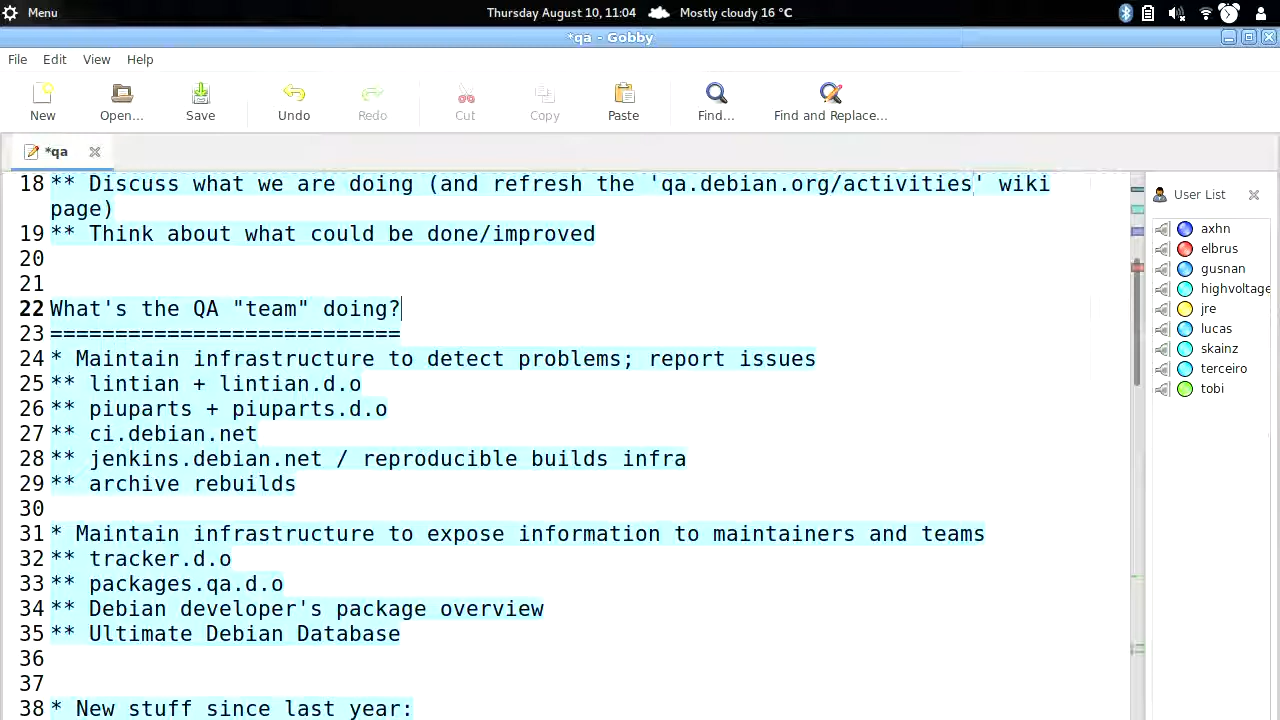 Menu
Thursday August 10, 11:04 Mostly cloudy 16 °C
*qa - Gobby
File Edit View Help
New Open... Save Undo Redo Cut Copy Paste Find... Find and Replace...
*qa
18 ** Discuss what we are doing (and refresh the 'qa.debian.org/activities' wiki
page)
19 ** Think about what could be done/improved
20
21
22 What's the QA "team" doing?
23 ===========================
24 * Maintain infrastructure to detect problems; report issues
25 ** lintian + lintian.d.o
26 ** piuparts + piuparts.d.o
27 ** ci.debian.net
28 ** jenkins.debian.net / reproducible builds infra
29 ** archive rebuilds
30
31 * Maintain infrastructure to expose information to maintainers and teams
32 ** tracker.d.o
33 ** packages.qa.d.o
34 ** Debian developer's package overview
35 ** Ultimate Debian Database
36
37
38 * New stuff since last year:
User List
axhn
elbrus
gusnan
highvoltage
jre
lucas
skainz
terceiro
tobi